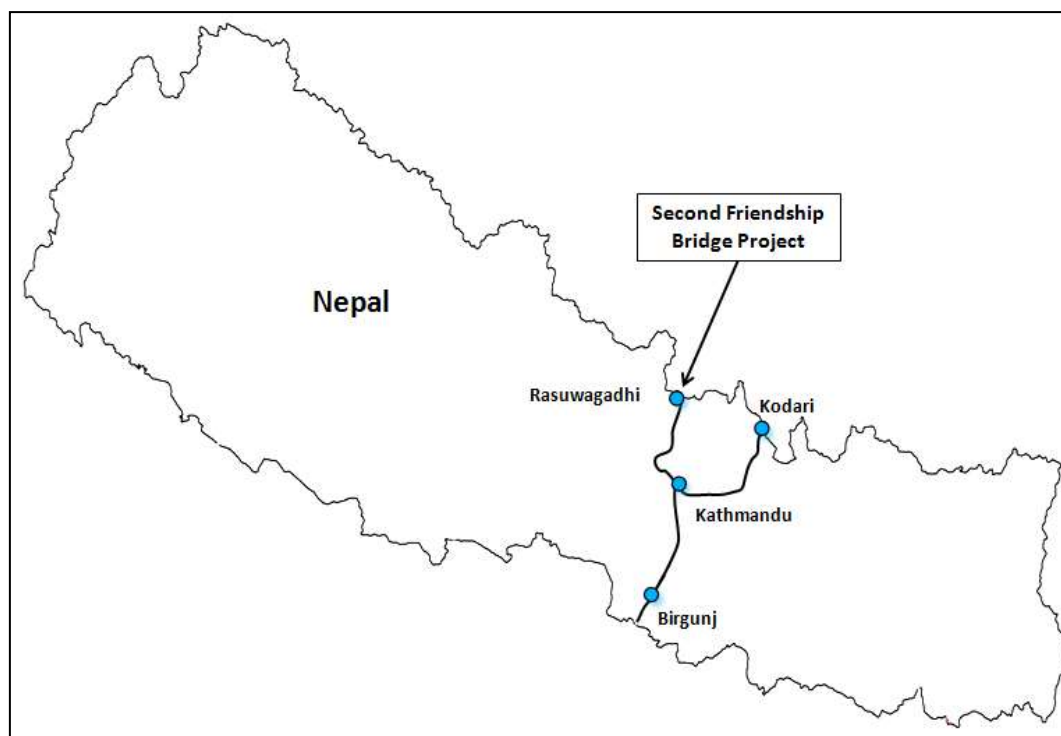 Second Friendship
Bridge Project
Nepal
Rasuwagadhi
Kodari
Kathmandu
Birgunj